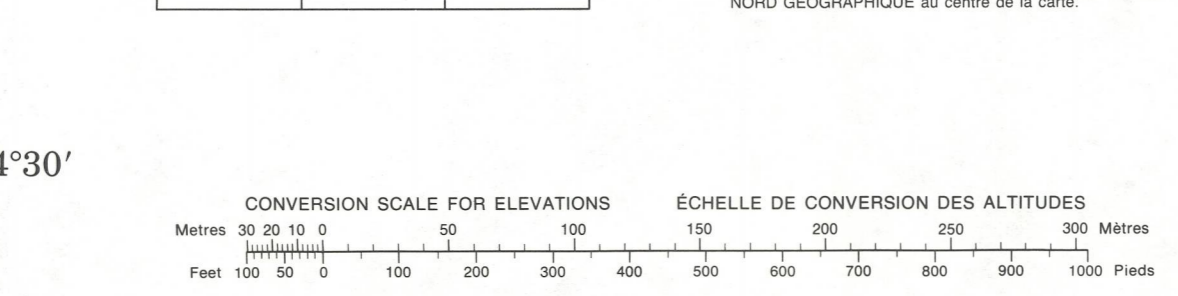 NORD GÉOGRAPHIQUE au centre de la carte.
4°30′
CONVERSION SCALE FOR ELEVATIONS ÉCHELLE DE CONVERSION DES ALTITUDES
Metres 30 20 10 0 50 100 150 200 250 300 Mètres
Feet 100 50 0 100 200 300 400 500 600 700 800 900 1000 Pieds